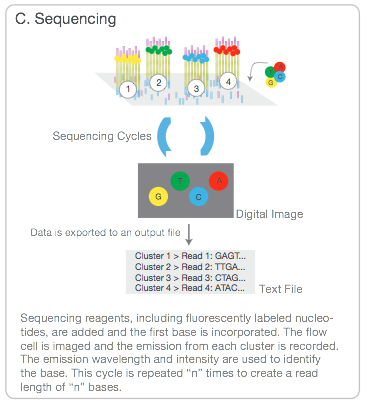 C. Sequencing
1
2
3
4
T
A
G
C
Sequencing Cycles
T
A
G
C
Digital Image
Data is exported to an output file
Cluster 1 > Read 1: GAGT...
Cluster 2 > Read 2: TTGA...
Cluster 3 > Read 3: CTAG...
Cluster 4 > Read 4: ATAC...
Text File
Sequencing reagents, including fluorescently labeled nucleo-
tides, are added and the first base is incorporated. The flow
cell is imaged and the emission from each cluster is recorded.
The emission wavelength and intensity are used to identify
the base. This cycle is repeated “n” times to create a read
length of “n” bases.